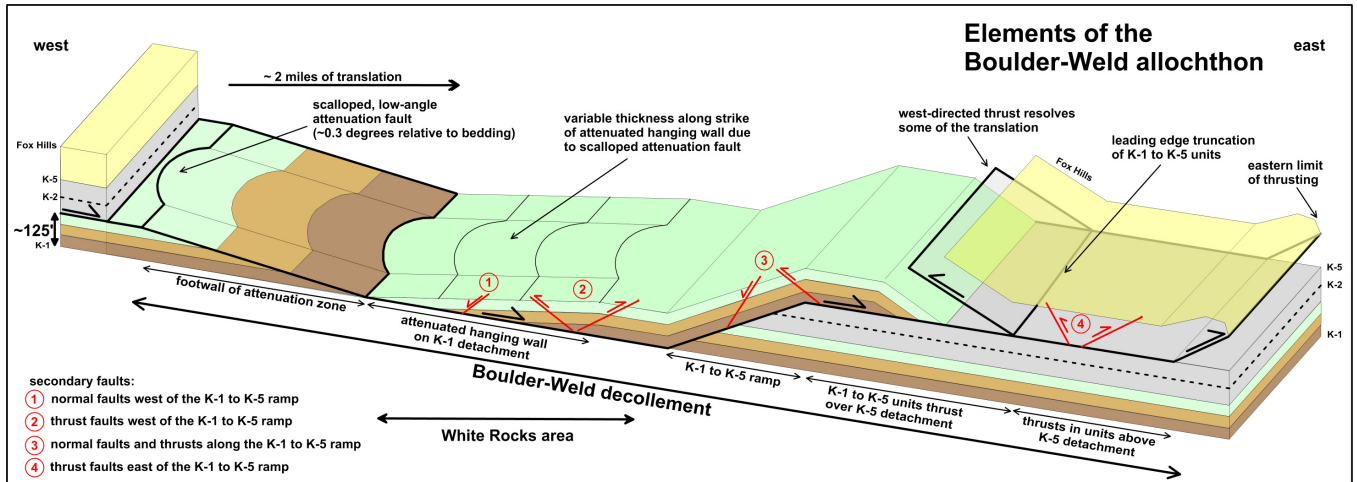 Elements of the
Boulder-Weld allochthon
west
east
~ 2 miles of translation
scalloped, low-angle
attenuation fault
(~0.3 degrees relative to bedding)
variable thickness along strike
of attenuated hanging wall due
to scalloped attenuation fault
west-directed thrust resolves
some of the translation
leading edge truncation
of K-1 to K-5 units
eastern limit
of thrusting
Fox Hills
K-5
K-2
~125'
K-1
Fox Hills
K-5
K-2
K-1
1
2
3
4
footwall of attenuation zone
attenuated hanging wall
on K-1 detachment
K-1 to K-5 ramp
K-1 to K-5 units thrust
over K-5 detachment
thrusts in units above
K-5 detachment
Boulder-Weld decollement
White Rocks area
secondary faults:
1 normal faults west of the K-1 to K-5 ramp
2 thrust faults west of the K-1 to K-5 ramp
3 normal faults and thrusts along the K-1 to K-5 ramp
4 thrust faults east of the K-1 to K-5 ramp